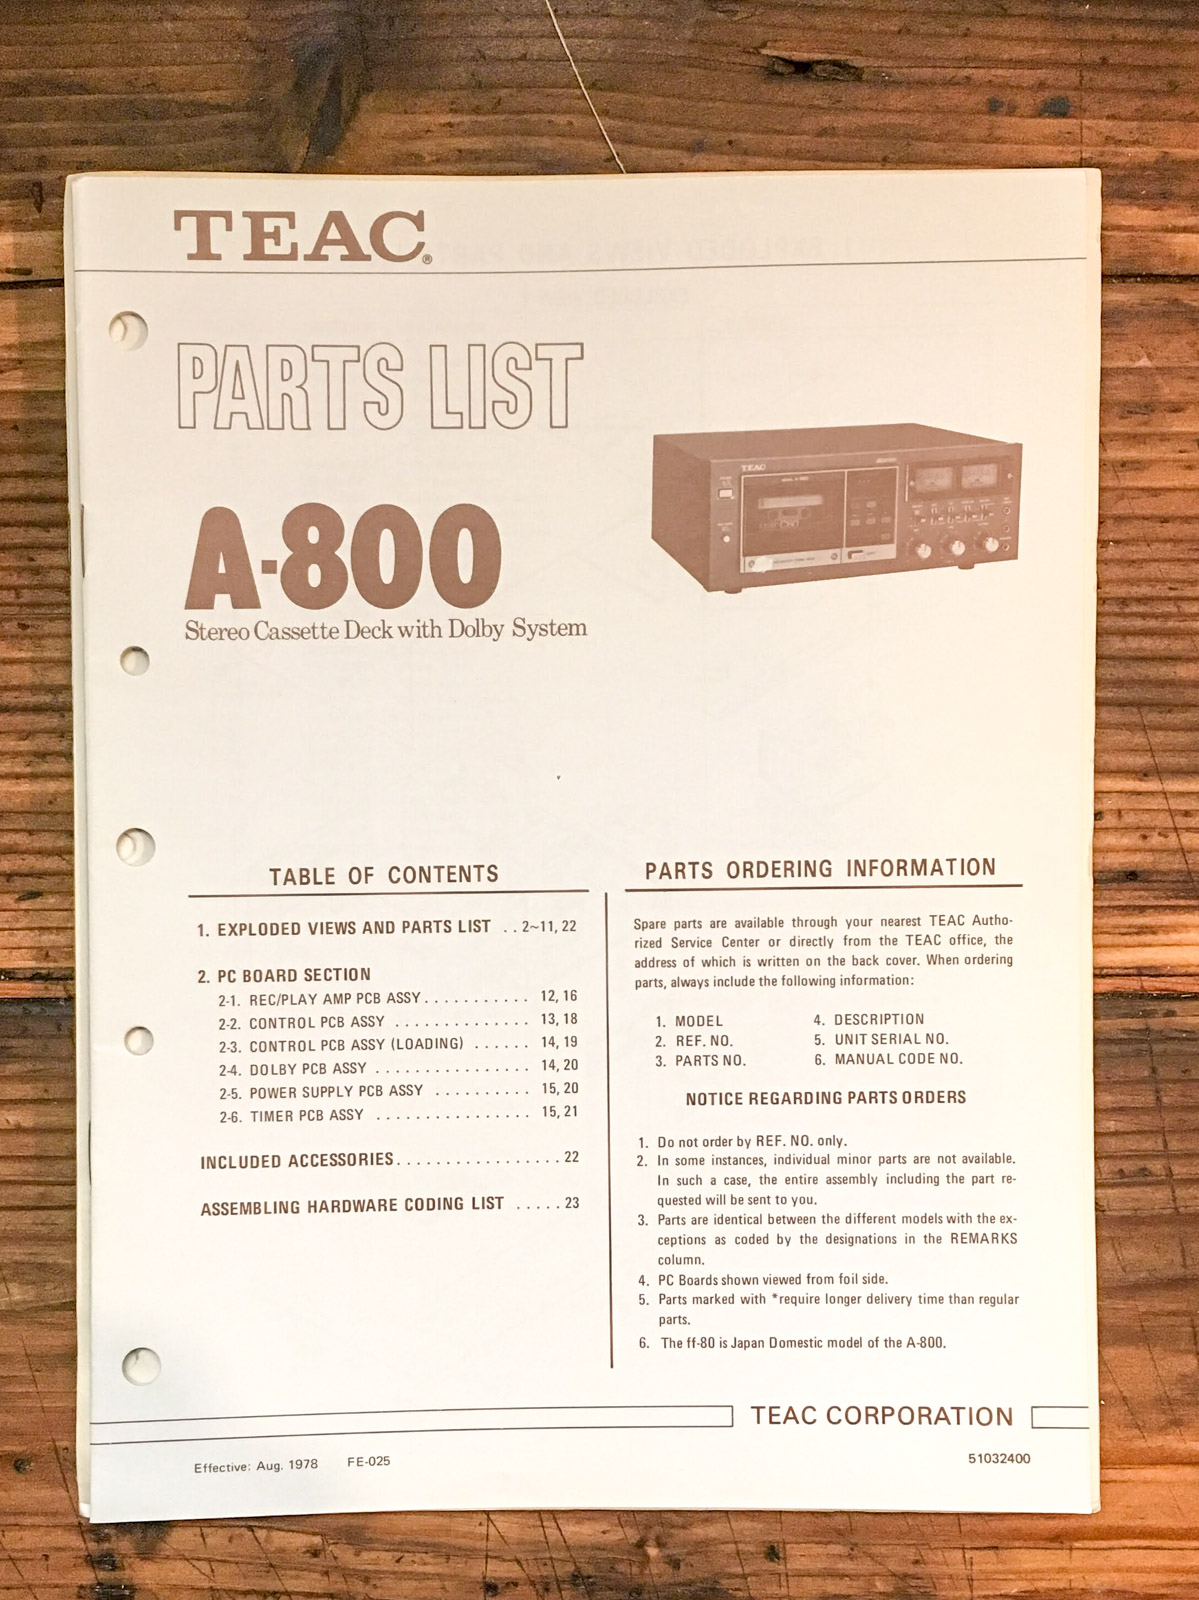 TEAC®
PARTS LIST
A-800
Stereo Cassette Deck with Dolby System
TEAC
TABLE OF CONTENTS
1. EXPLODED VIEWS AND PARTS LIST . . 2~11, 22
2. PC BOARD SECTION
2-1. REC/PLAY AMP PCB ASSY . . . . . . . . . . . 12, 16
2-2. CONTROL PCB ASSY . . . . . . . . . . . . . . 13, 18
2-3. CONTROL PCB ASSY (LOADING) . . . . . . 14, 19
2-4. DOLBY PCB ASSY . . . . . . . . . . . . . . . . 14, 20
2-5. POWER SUPPLY PCB ASSY . . . . . . . . . . 15, 20
2-6. TIMER PCB ASSY . . . . . . . . . . . . . . . . 15, 21
INCLUDED ACCESSORIES. . . . . . . . . . . . . . . . . 22
ASSEMBLING HARDWARE CODING LIST . . . . . 23
PARTS ORDERING INFORMATION
Spare parts are available through your nearest TEAC Autho-
rized Service Center or directly from the TEAC office, the
address of which is written on the back cover. When ordering
parts, always include the following information:
1. MODEL
2. REF. NO.
3. PARTS NO.
4. DESCRIPTION
5. UNIT SERIAL NO.
6. MANUAL CODE NO.
NOTICE REGARDING PARTS ORDERS
1. Do not order by REF. NO. only.
2. In some instances, individual minor parts are not available.
In such a case, the entire assembly including the part re-
quested will be sent to you.
3. Parts are identical between the different models with the ex-
ceptions as coded by the designations in the REMARKS
column.
4. PC Boards shown viewed from foil side.
5. Parts marked with *require longer delivery time than regular
parts.
6. The ff-80 is Japan Domestic model of the A-800.
TEAC CORPORATION
Effective: Aug. 1978 FE-025
51032400